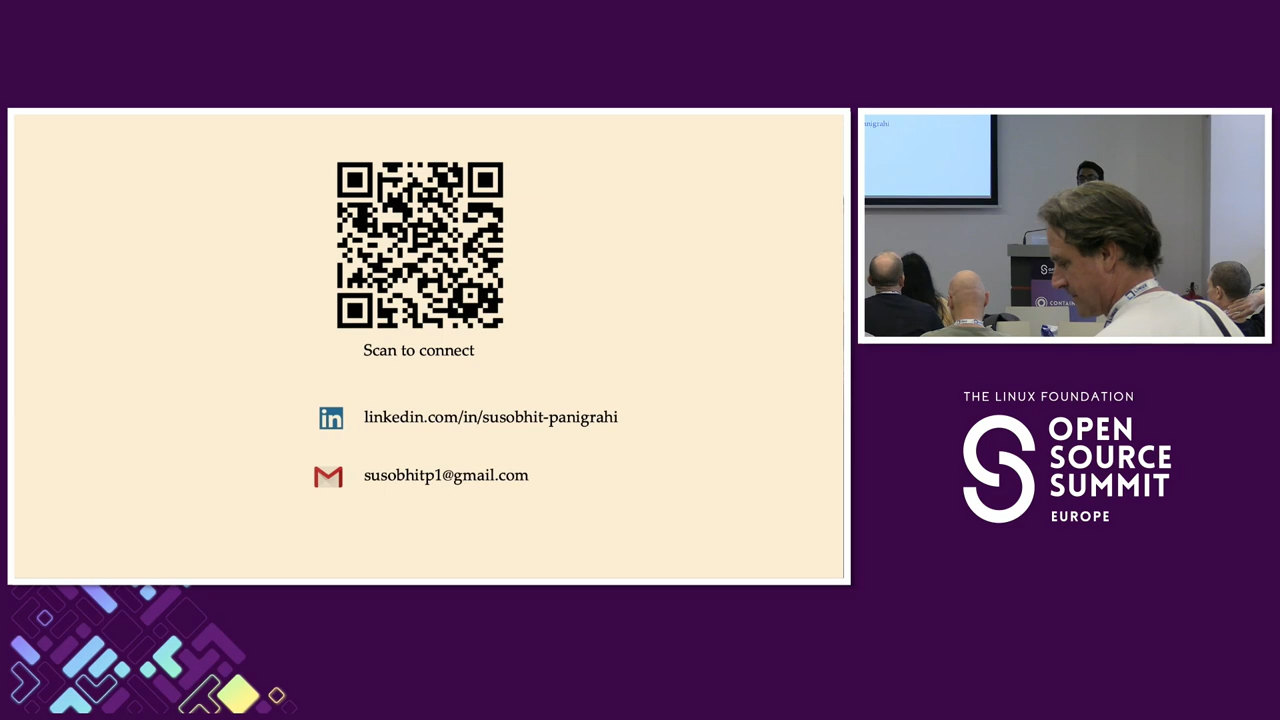 Scan to connect
linkedin.com/in/susobhit-panigrahi
susobhitp1@gmail.com
THE LINUX FOUNDATION
OPEN
SOURCE
SUMMIT
EUROPE